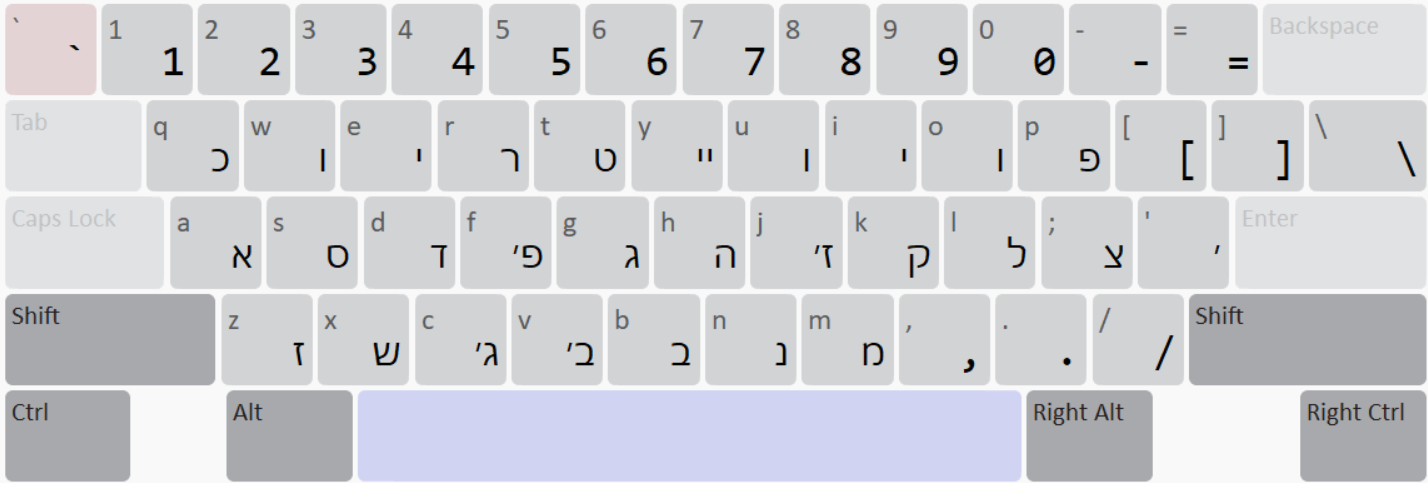 ` ` 1 1 2 2 3 3 4 4 5 5 6 6 7 7 8 8 9 9 0 0 - - = = Backspace
Tab q כ w ו e י r ר t ט y יי u ו i י o ו p פ [ [ ] ] \ \
Caps Lock a א s ס d ד f פ׳ g ג h ה j ז׳ k ק l ל ; צ ' ׳ Enter
Shift z ז x ש c ג׳ v ב׳ b ב n נ m מ , , . . / / Shift
Ctrl Alt Right Alt Right Ctrl